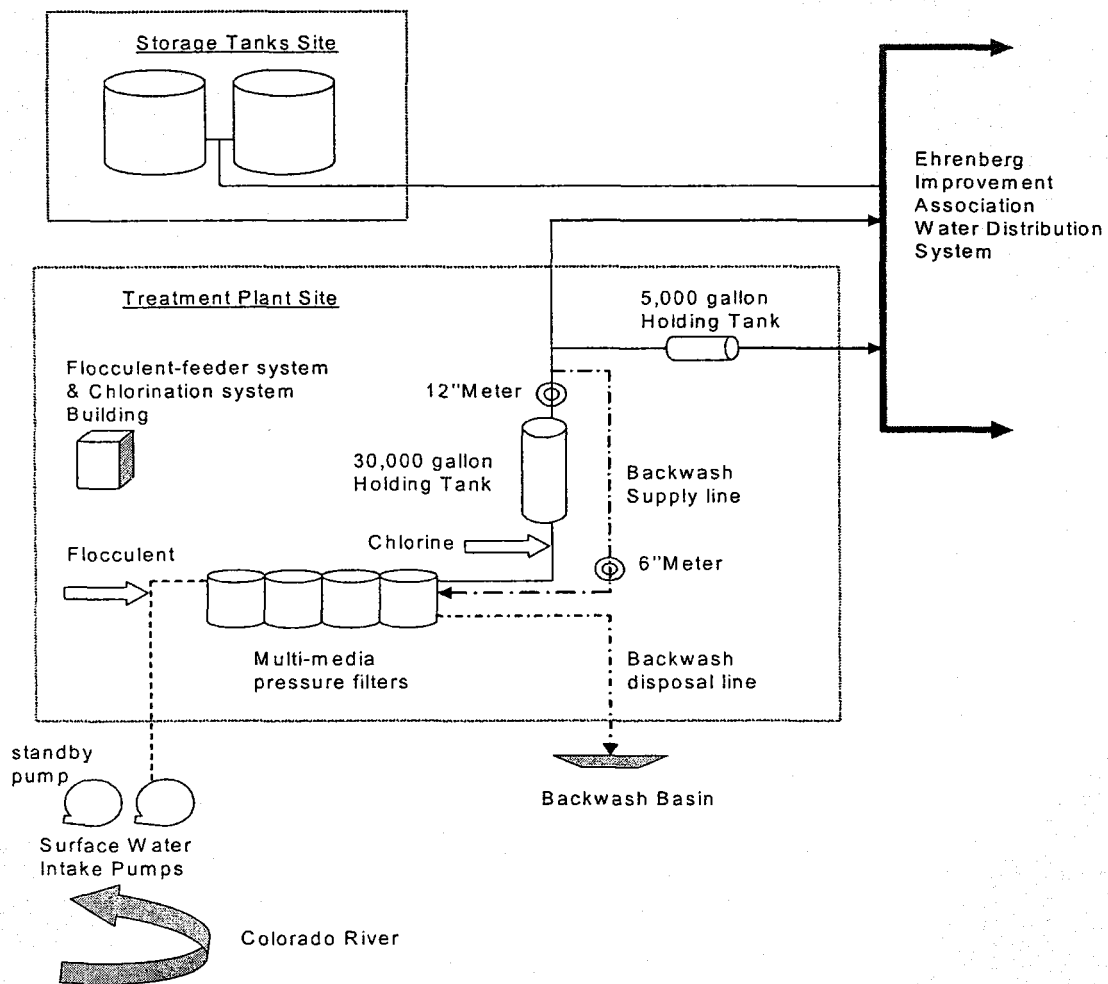 Storage Tanks Site
Ehrenberg
Improvement
Association
Water Distribution
System
Treatment Plant Site
5,000 gallon
Holding Tank
Flocculent-feeder system
& Chlorination system
Building
12"Meter
30,000 gallon
Holding Tank
Backwash
Supply line
Chlorine
6"Meter
Flocculent
Multi-media
pressure filters
Backwash
disposal line
standby
pump
Backwash Basin
Surface Water
Intake Pumps
Colorado River